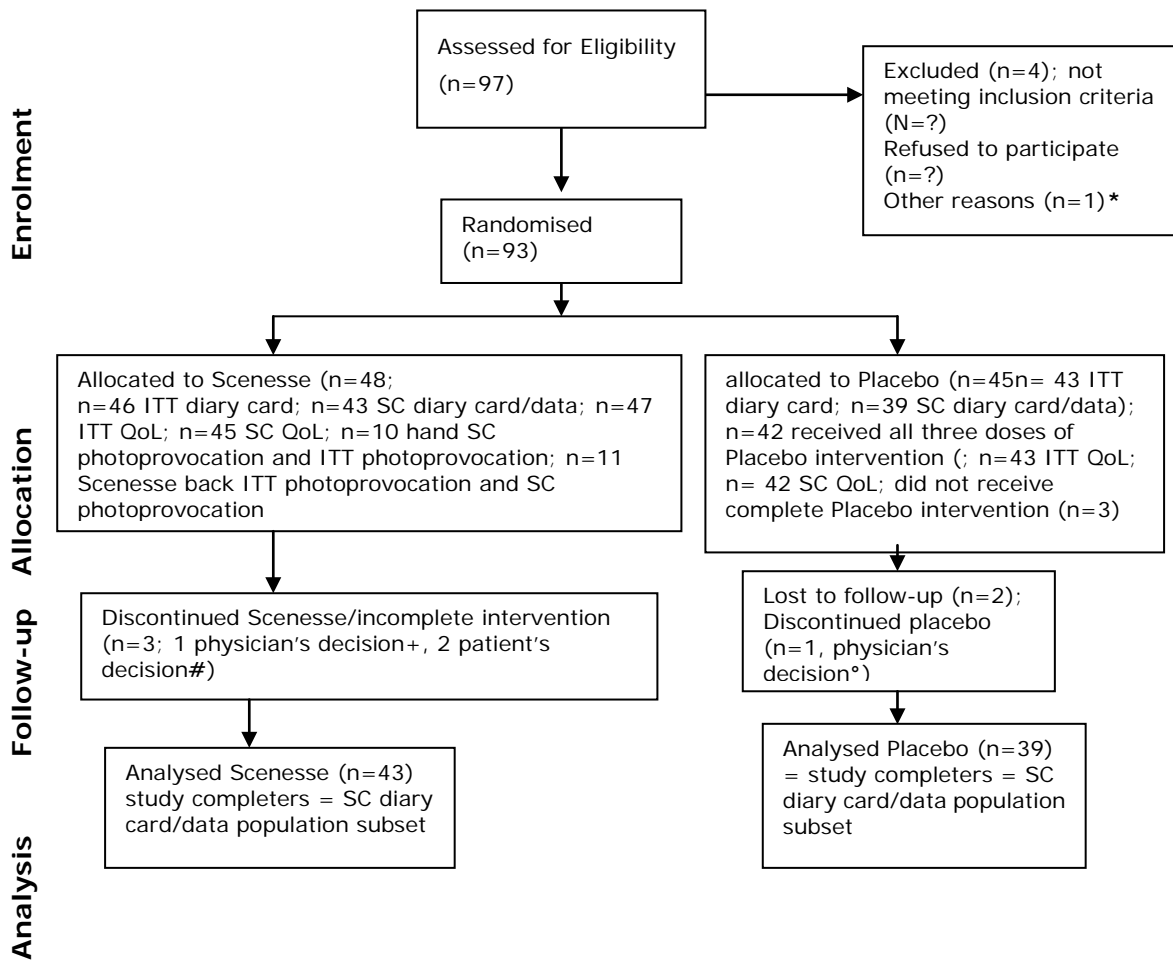 Enrolment
Assessed for Eligibility
(n=97)
Excluded (n=4); not
meeting inclusion criteria
(N=?)
Refused to participate
(n=?)
Other reasons (n=1)*
Randomised
(n=93)
Allocation
Allocated to Scenesse (n=48;
n=46 ITT diary card; n=43 SC diary card/data; n=47
ITT QoL; n=45 SC QoL; n=10 hand SC
photoprovocation and ITT photoprovocation; n=11
Scenesse back ITT photoprovocation and SC
photoprovocation
allocated to Placebo (n=45n= 43 ITT
diary card; n=39 SC diary card/data);
n=42 received all three doses of
Placebo intervention (; n=43 ITT QoL;
n= 42 SC QoL; did not receive
complete Placebo intervention (n=3)
Follow-up
Discontinued Scenesse/incomplete intervention
(n=3; 1 physician's decision+, 2 patient's
decision#)
Lost to follow-up (n=2);
Discontinued placebo
(n=1, physician's
decision°)
Analysis
Analysed Scenesse (n=43)
study completers = SC diary
card/data population subset
Analysed Placebo (n=39)
= study completers = SC
diary card/data population
subset